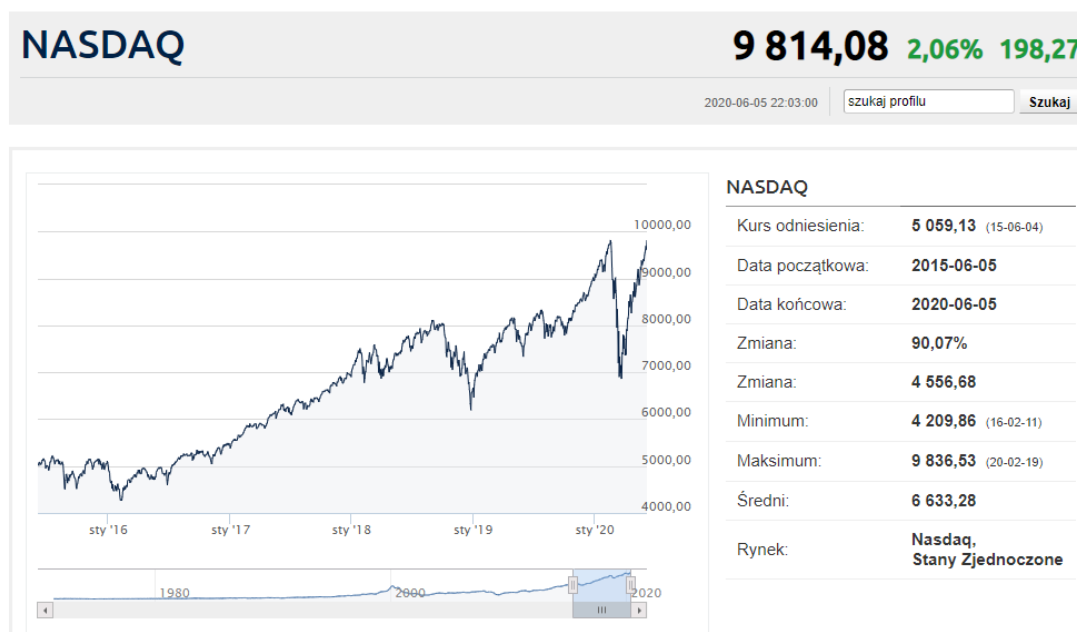 NASDAQ
9 814,08 2,06% 198,27
2020-06-05 22:03:00 szukaj profilu Szukaj
10000,00
9000,00
8000,00
7000,00
6000,00
5000,00
4000,00
sty '16 sty '17 sty '18 sty '19 sty '20
1980 2000 2020
NASDAQ
Kurs odniesienia: 5 059,13 (15-06-04)
Data początkowa: 2015-06-05
Data końcowa: 2020-06-05
Zmiana: 90,07%
Zmiana: 4 556,68
Minimum: 4 209,86 (16-02-11)
Maksimum: 9 836,53 (20-02-19)
Średni: 6 633,28
Rynek: Nasdaq,
Stany Zjednoczone